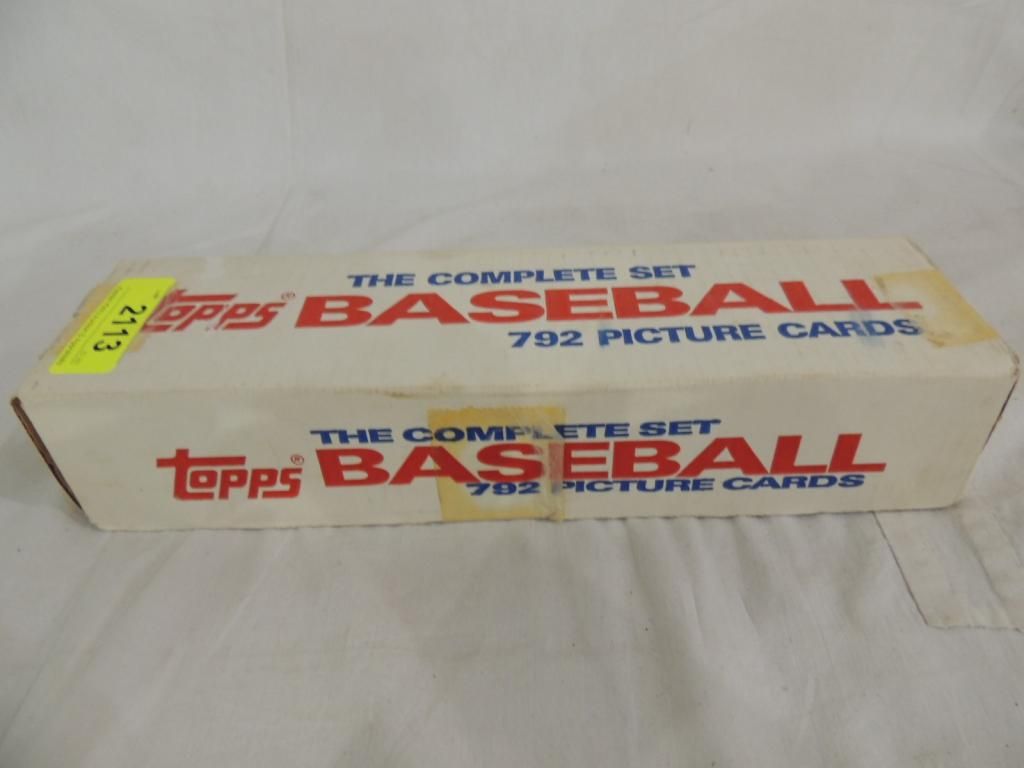 THE COMPLETE SET
topps® BASEBALL
792 PICTURE CARDS
2113
THE COMPLETE SET
topps® BASEBALL
792 PICTURE CARDS